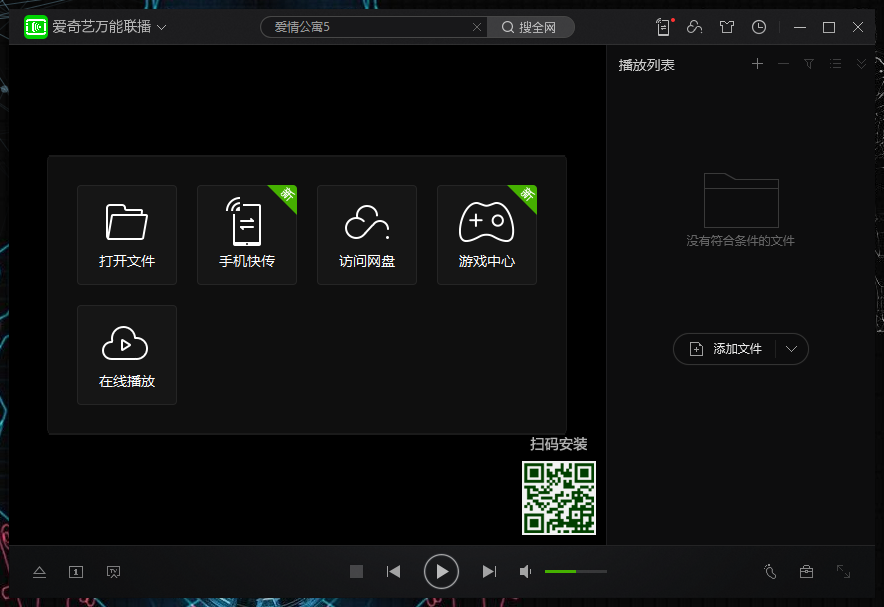 爱奇艺万能联播
爱情公寓5
搜全网
播放列表
打开文件
新
手机快传
访问网盘
新
游戏中心
在线播放
没有符合条件的文件
添加文件
扫码安装
1
TV